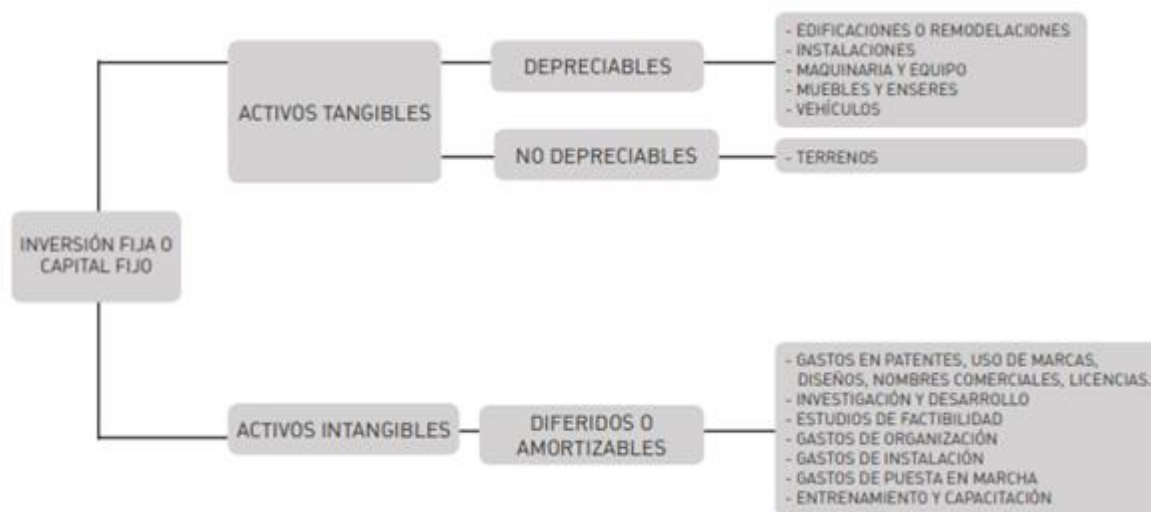 INVERSIÓN FIJA O
CAPITAL FIJO
ACTIVOS TANGIBLES
DEPRECIABLES
- EDIFICACIONES O REMODELACIONES
- INSTALACIONES
- MAQUINARIA Y EQUIPO
- MUEBLES Y ENSERES
- VEHÍCULOS
NO DEPRECIABLES
- TERRENOS
ACTIVOS INTANGIBLES
DIFERIDOS O
AMORTIZABLES
- GASTOS EN PATENTES, USO DE MARCAS,
DISEÑOS, NOMBRES COMERCIALES, LICENCIAS.
- INVESTIGACIÓN Y DESARROLLO
- ESTUDIOS DE FACTIBILIDAD
- GASTOS DE ORGANIZACIÓN
- GASTOS DE INSTALACIÓN
- GASTOS DE PUESTA EN MARCHA
- ENTRENAMIENTO Y CAPACITACIÓN